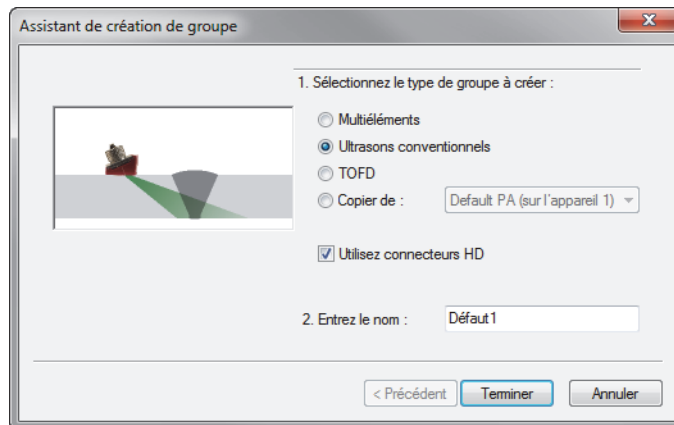 Assistant de création de groupe
1. Sélectionnez le type de groupe à créer :
Multiéléments
Ultrasons conventionnels
TOFD
Copier de : Default PA (sur l'appareil 1)
Utilisez connecteurs HD
2. Entrez le nom : Défaut1
< Précédent Terminer Annuler